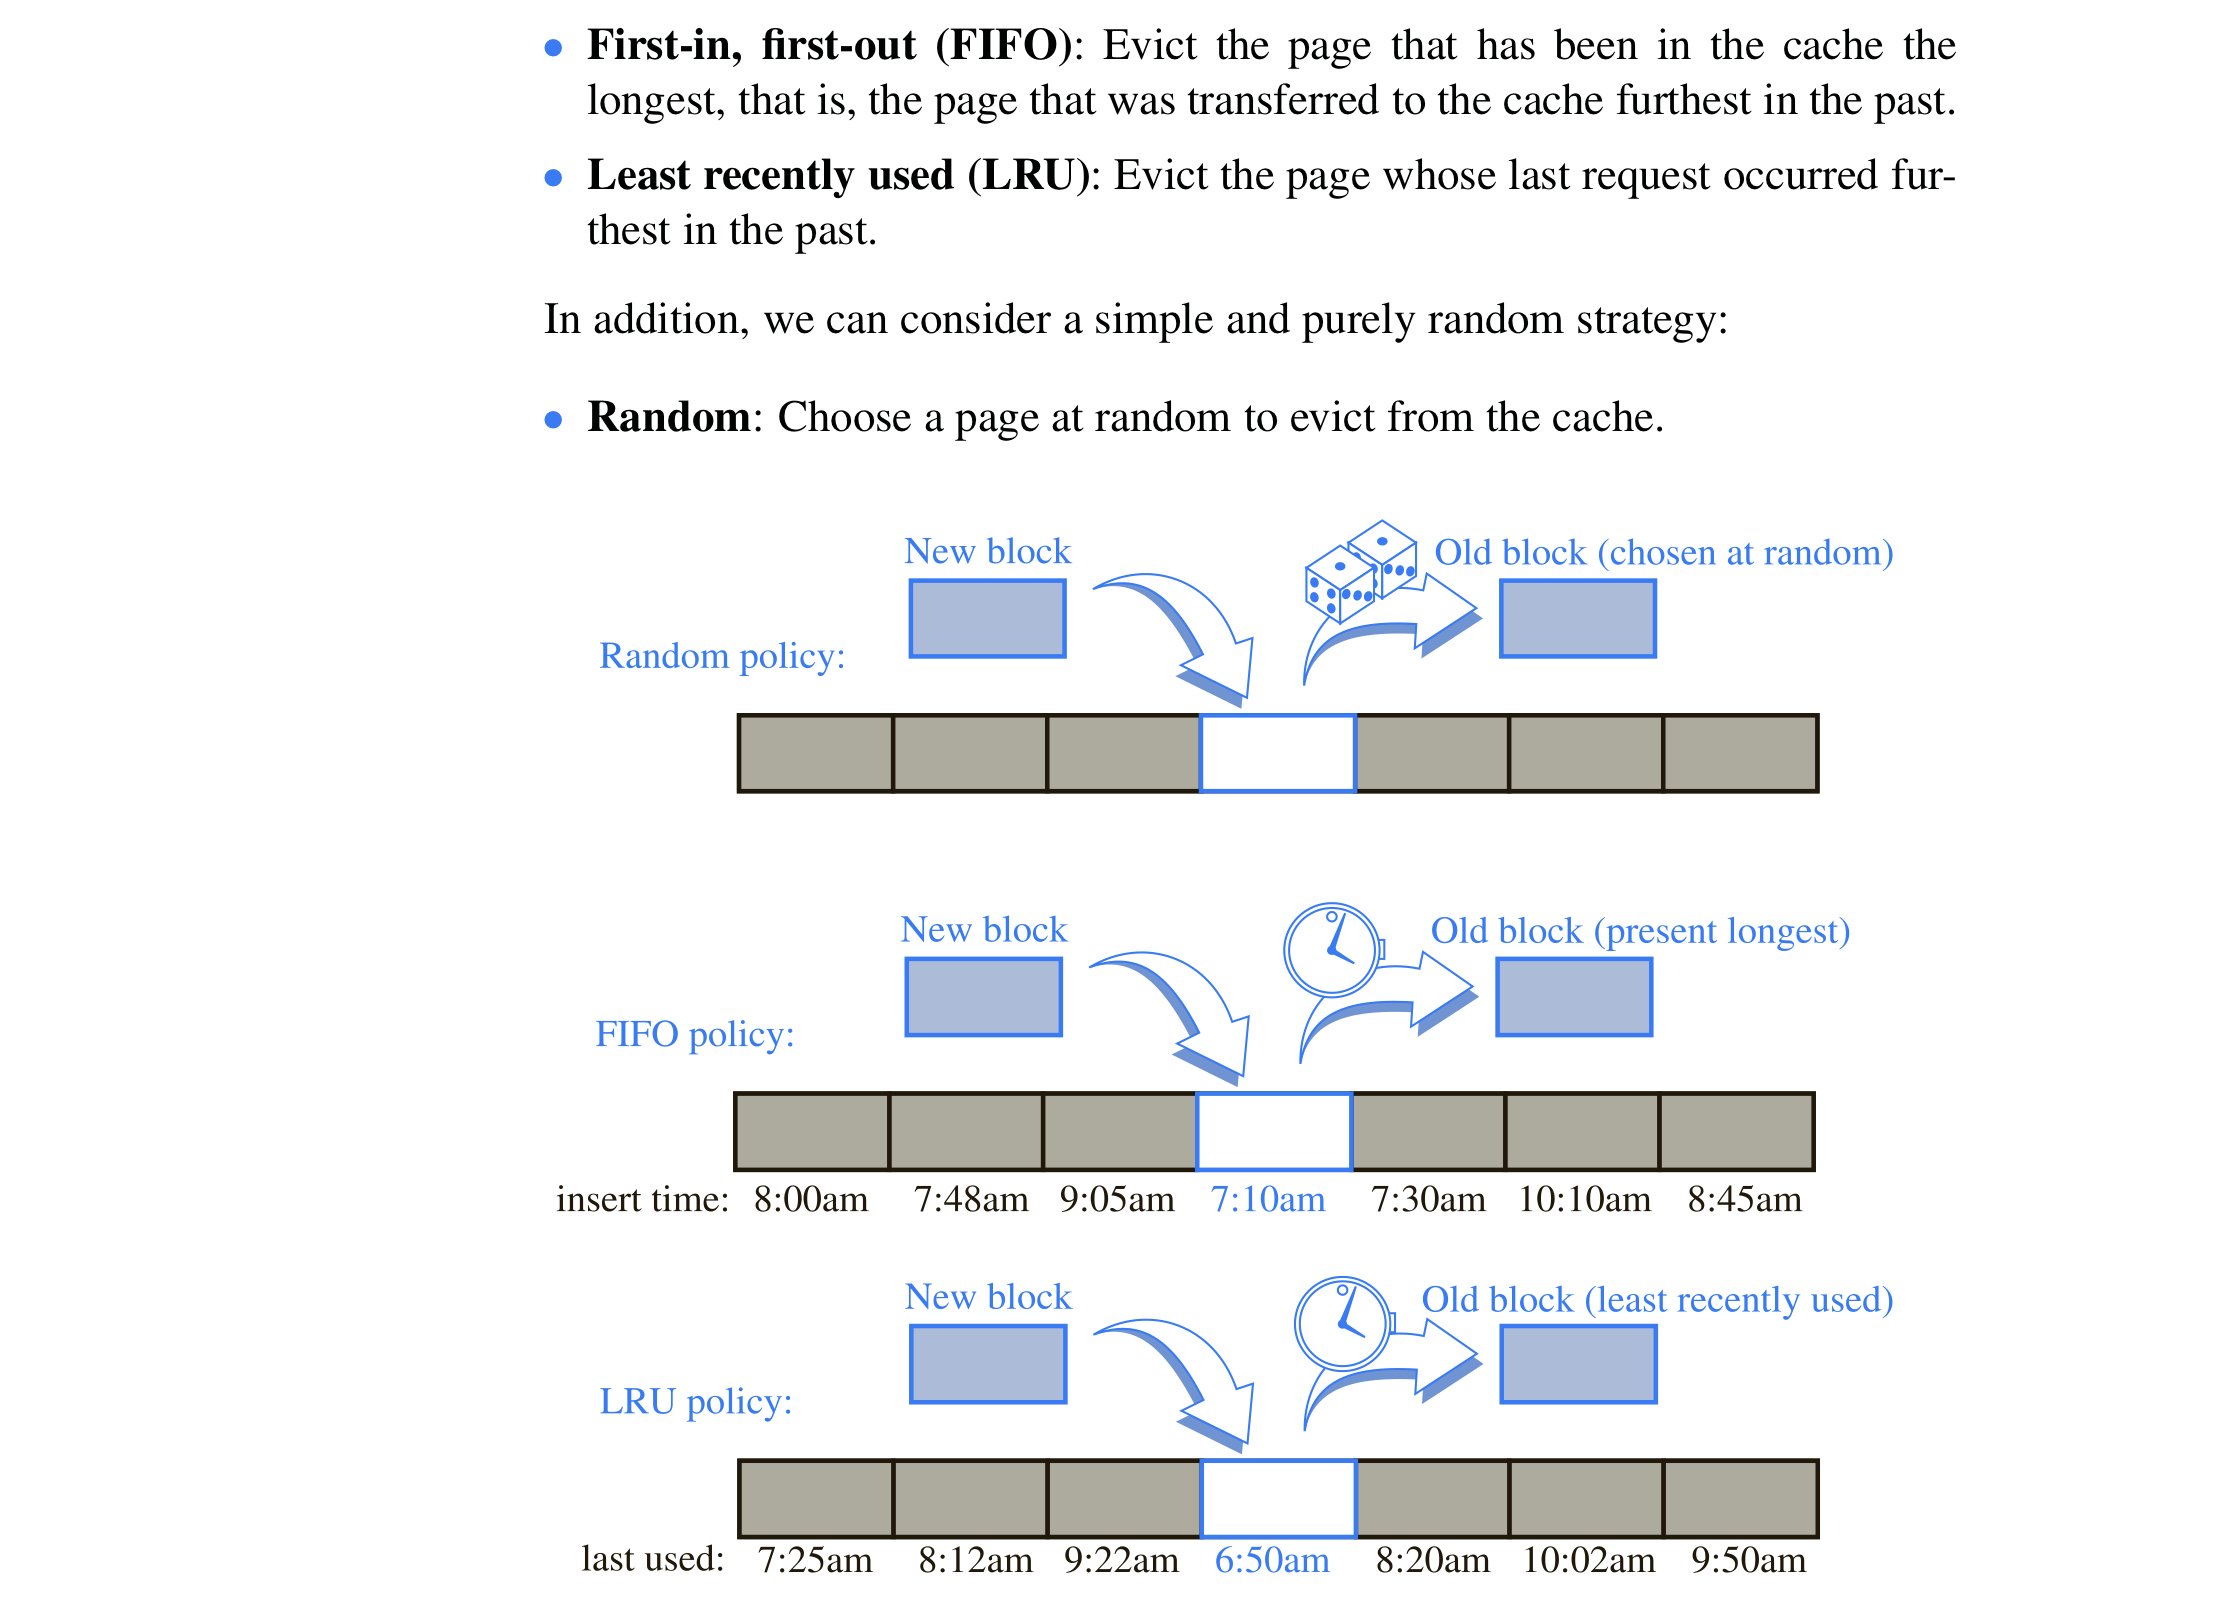 • First-in, first-out (FIFO): Evict the page that has been in the cache the
longest, that is, the page that was transferred to the cache furthest in the past.
• Least recently used (LRU): Evict the page whose last request occurred fur-
thest in the past.
In addition, we can consider a simple and purely random strategy:
• Random: Choose a page at random to evict from the cache.
New block
Old block (chosen at random)
Random policy:
New block
Old block (present longest)
FIFO policy:
insert time: 8:00am 7:48am 9:05am 7:10am 7:30am 10:10am 8:45am
New block
Old block (least recently used)
LRU policy:
last used: 7:25am 8:12am 9:22am 6:50am 8:20am 10:02am 9:50am